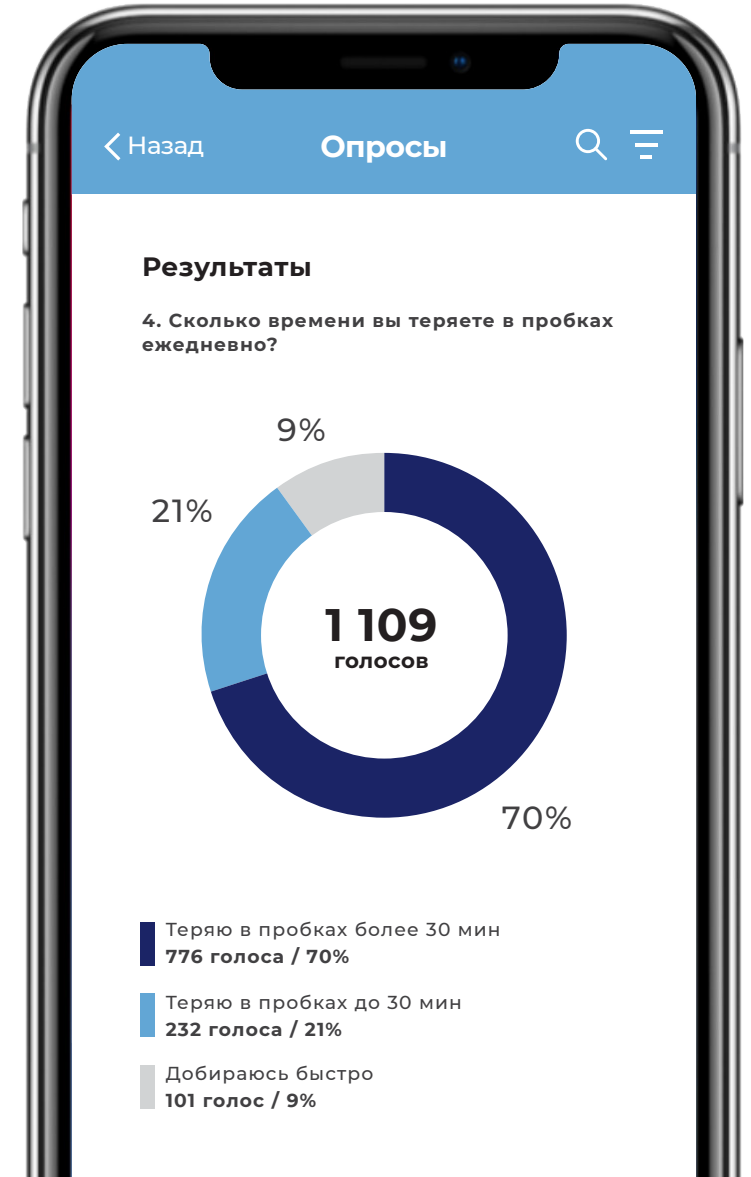 Назад
Опросы
Результаты
4. Сколько времени вы теряете в пробках
ежедневно?
9%
21%
1 109
голосов
70%
Теряю в пробках более 30 мин
776 голоса / 70%
Теряю в пробках до 30 мин
232 голоса / 21%
Добираюсь быстро
101 голос / 9%